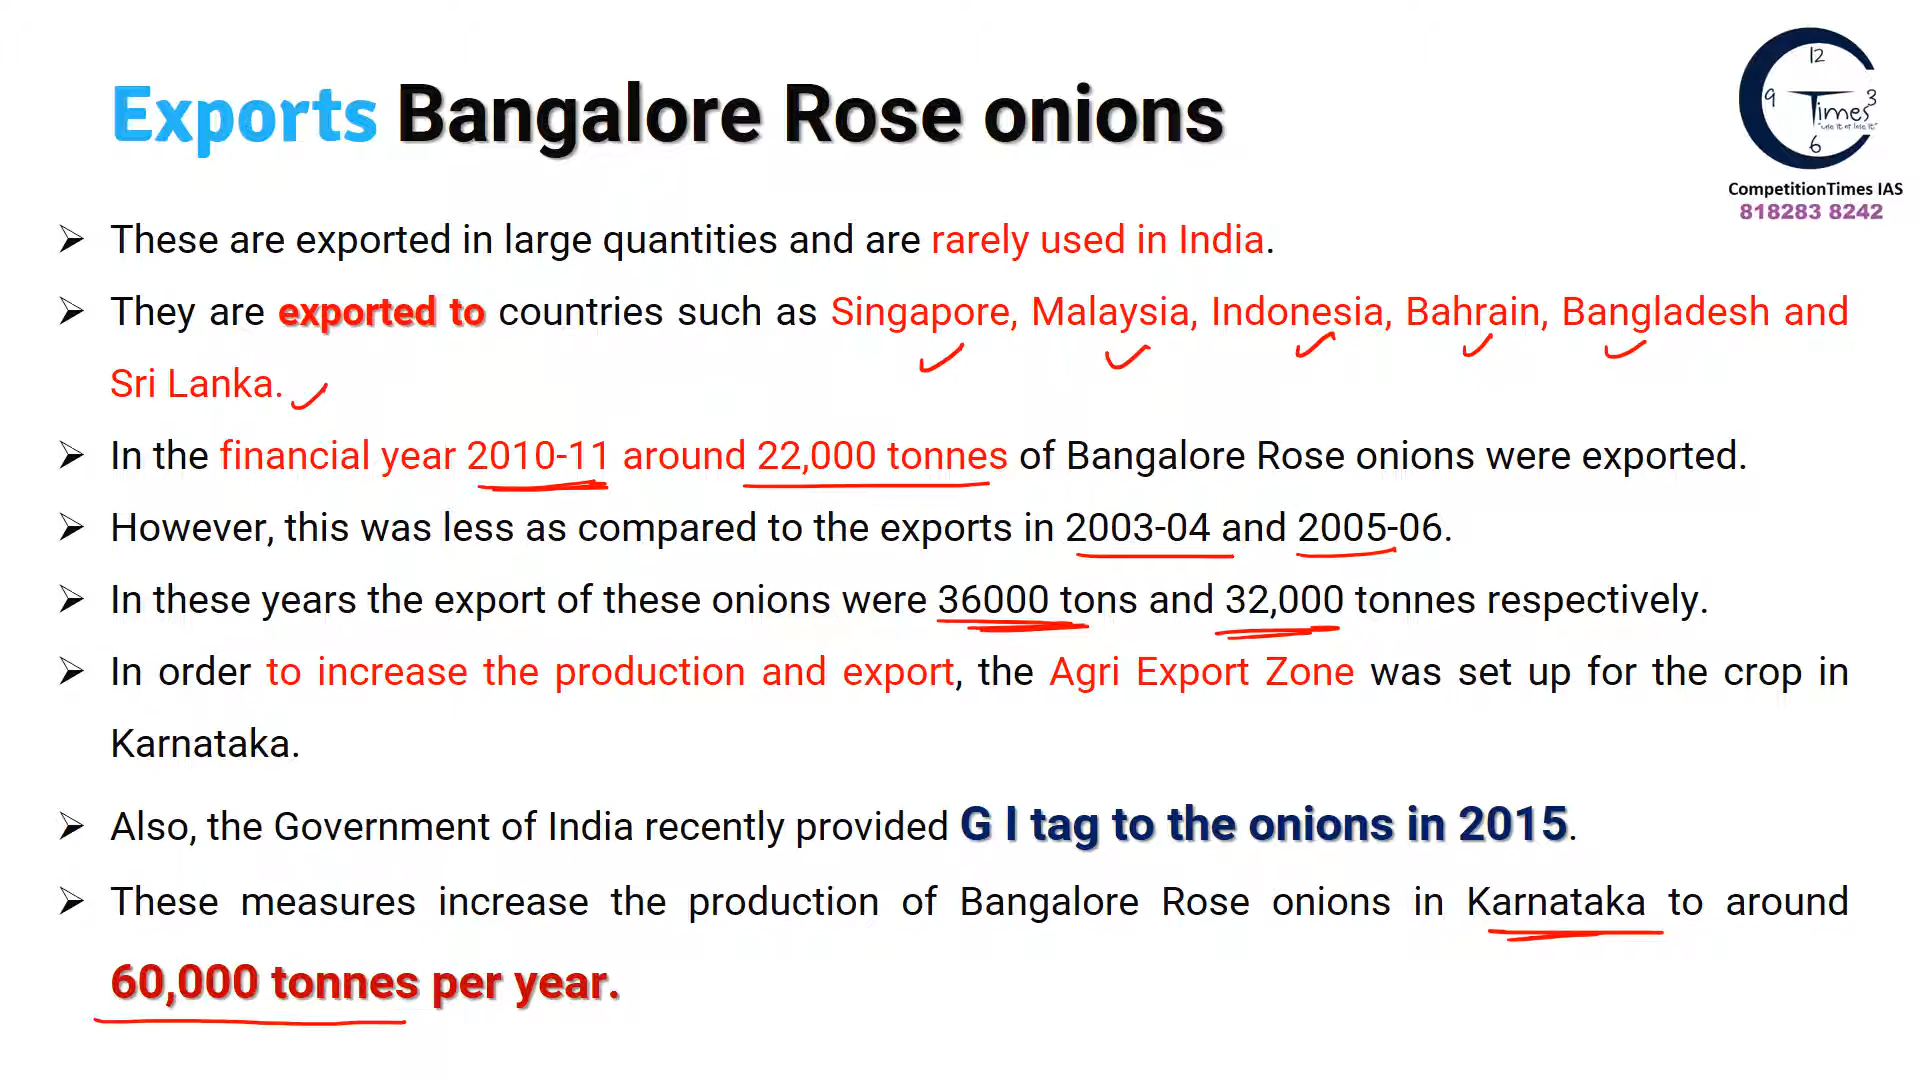 Exports Bangalore Rose onions
12
9
3
Times
"use it or lose it"
6
CompetitionTimes IAS
818283 8242
These are exported in large quantities and are rarely used in India.
They are exported to countries such as Singapore, Malaysia, Indonesia, Bahrain, Bangladesh and
Sri Lanka.
In the financial year 2010-11 around 22,000 tonnes of Bangalore Rose onions were exported.
However, this was less as compared to the exports in 2003-04 and 2005-06.
In these years the export of these onions were 36000 tons and 32,000 tonnes respectively.
In order to increase the production and export, the Agri Export Zone was set up for the crop in
Karnataka.
Also, the Government of India recently provided G I tag to the onions in 2015.
These measures increase the production of Bangalore Rose onions in Karnataka to around
60,000 tonnes per year.